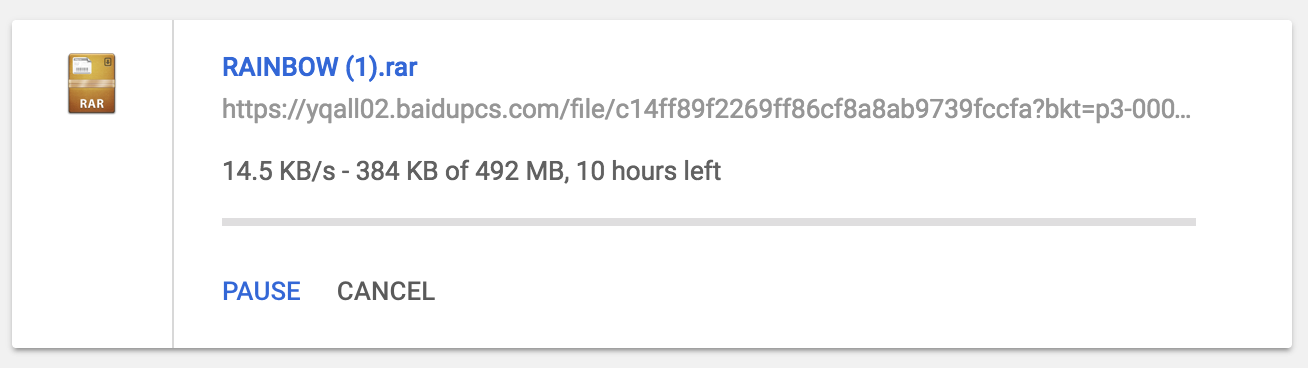 RAR
RAINBOW (1).rar
https://yqall02.baidupcs.com/file/c14ff89f2269ff86cf8a8ab9739fccfa?bkt=p3-000...
14.5 KB/s - 384 KB of 492 MB, 10 hours left
PAUSE CANCEL